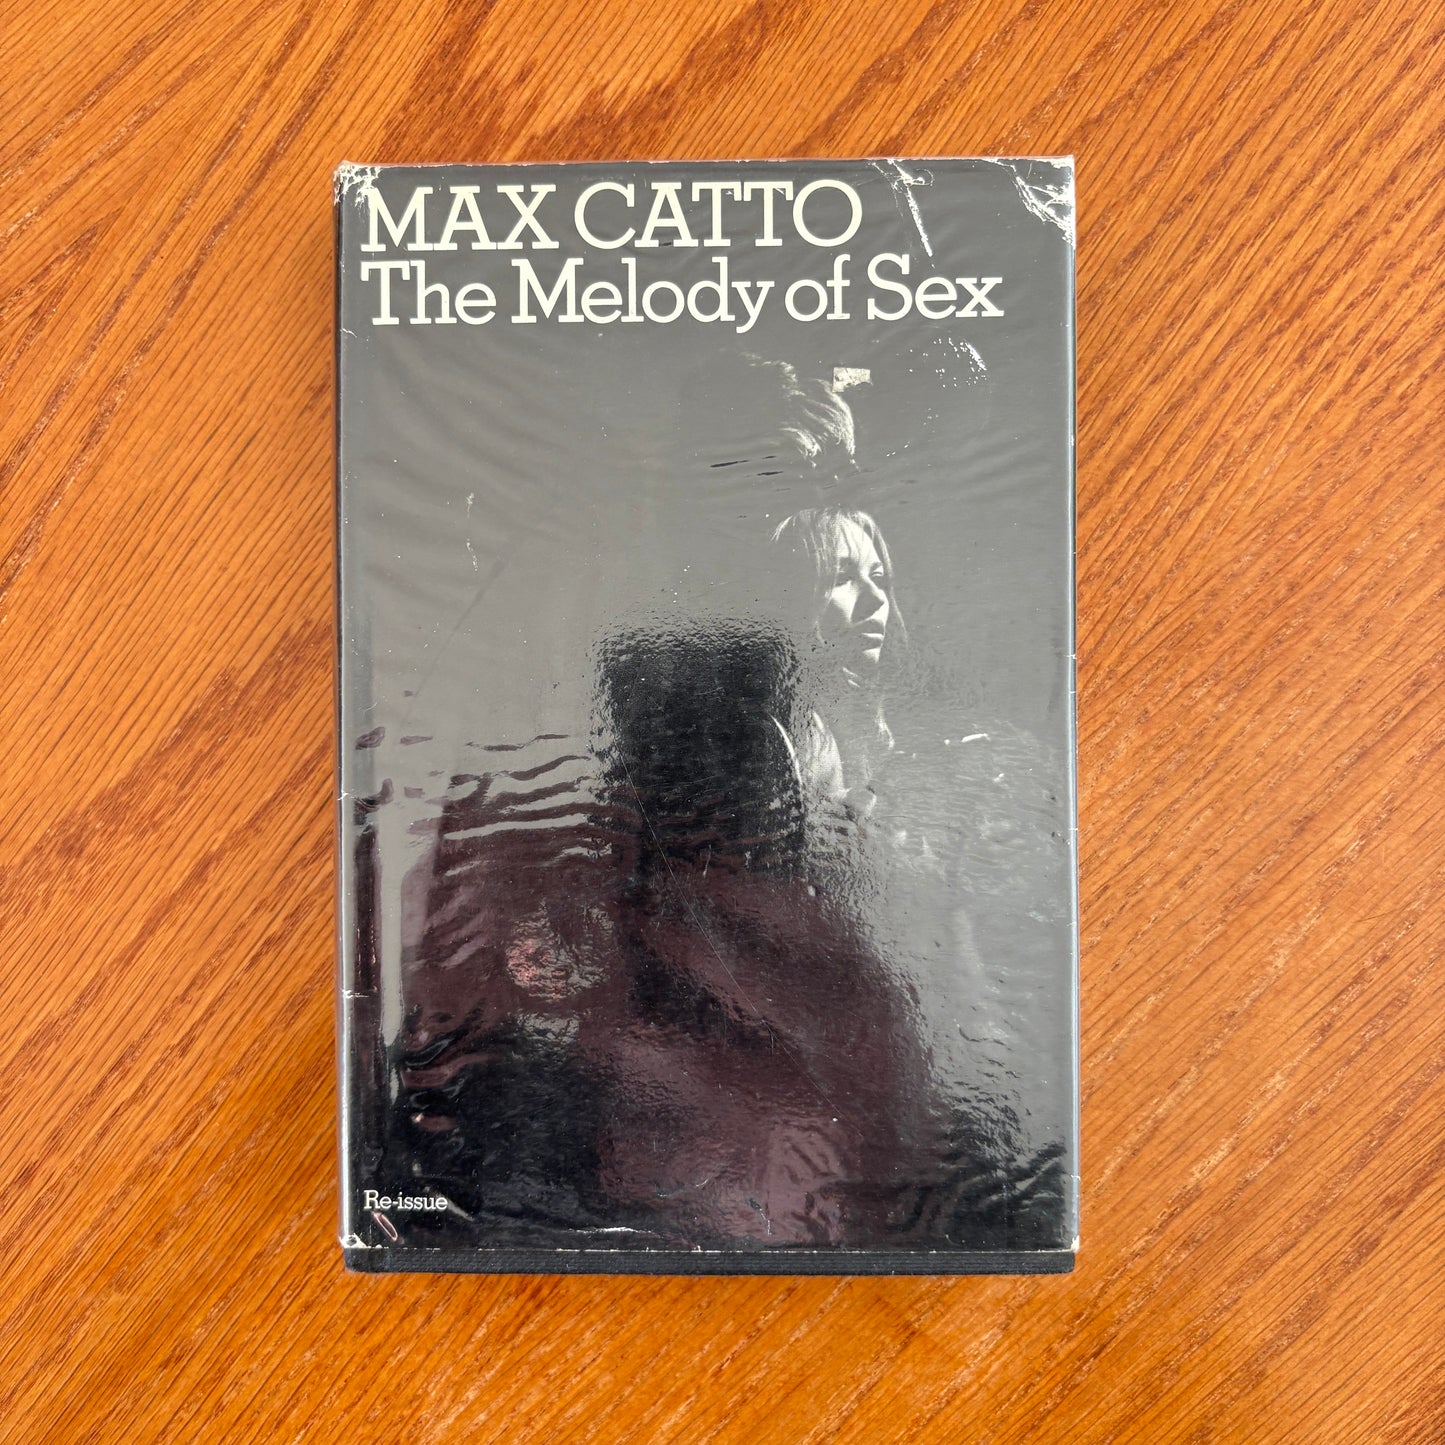 MAX CATTO
The Melody of Sex
Re-issue